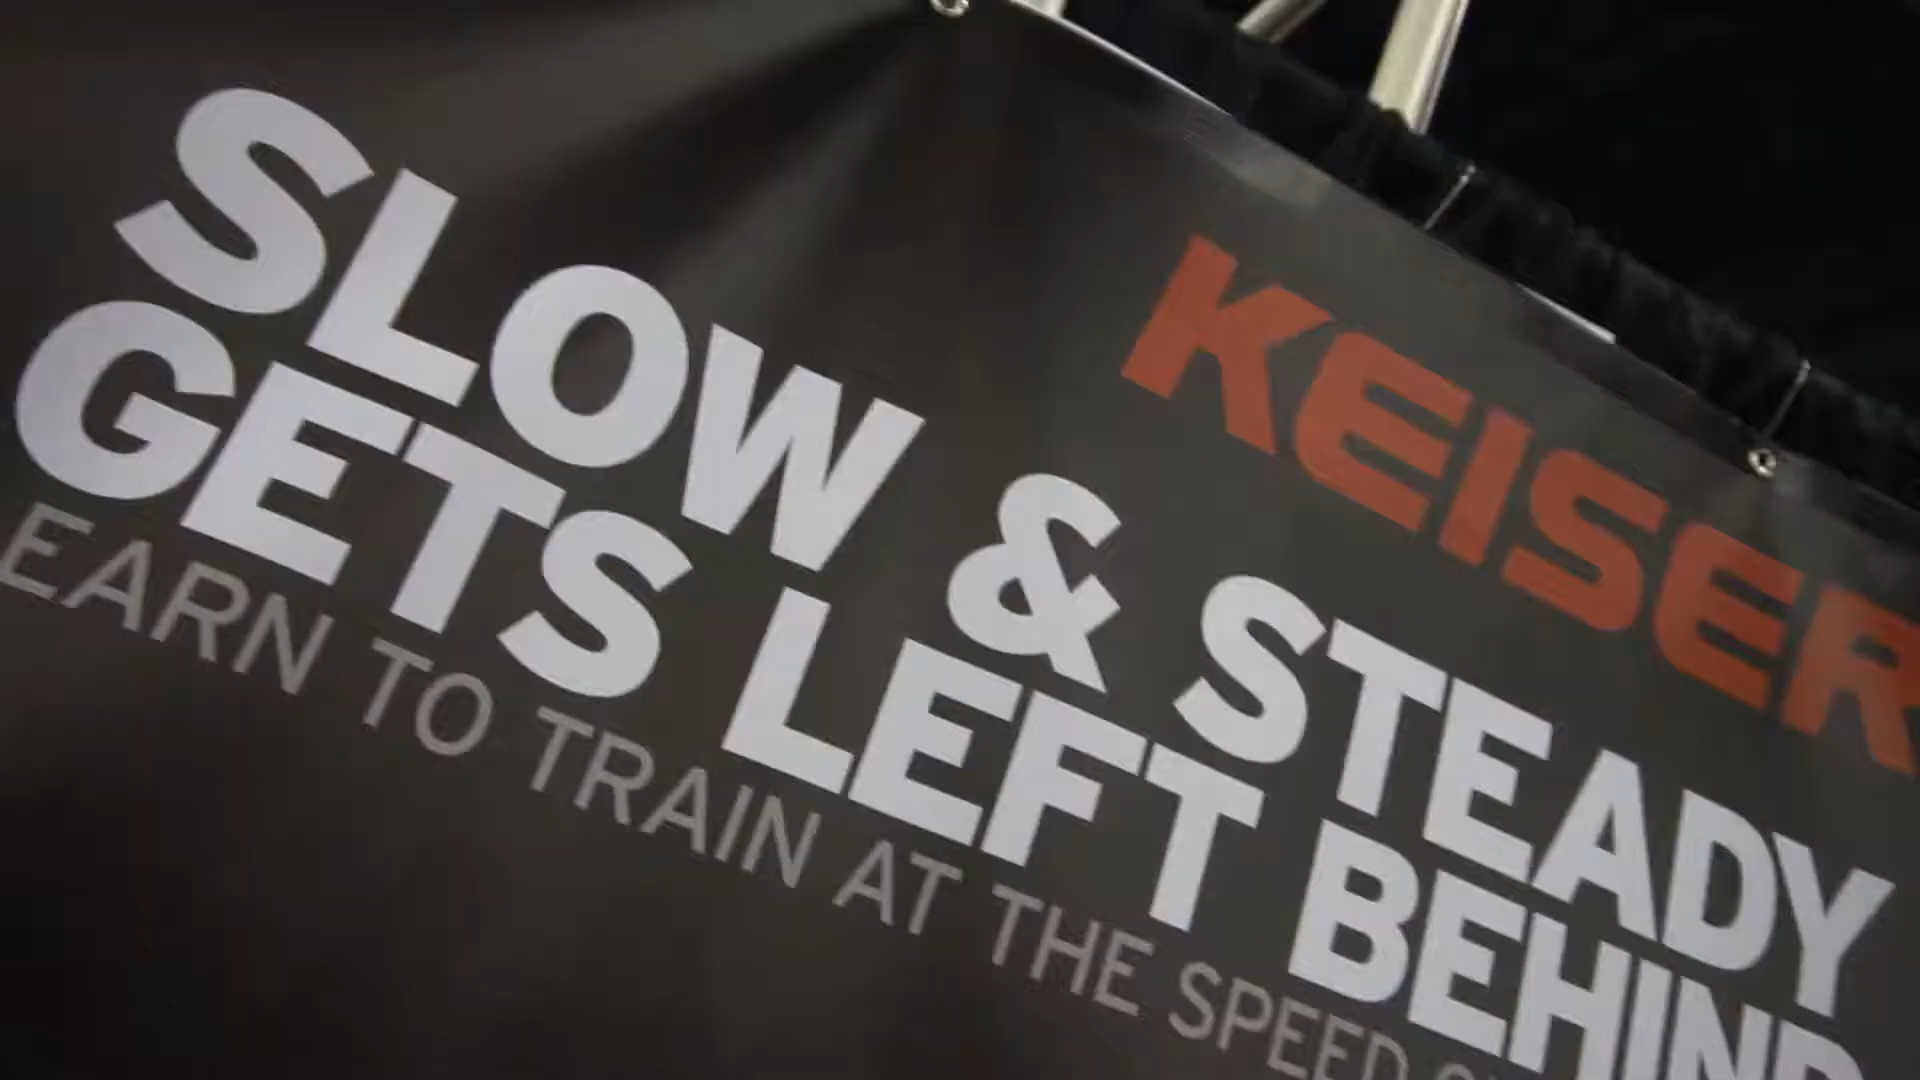 KEISER
SLOW & STEADY
GETS LEFT BEHIND
EARN TO TRAIN AT THE SPEED